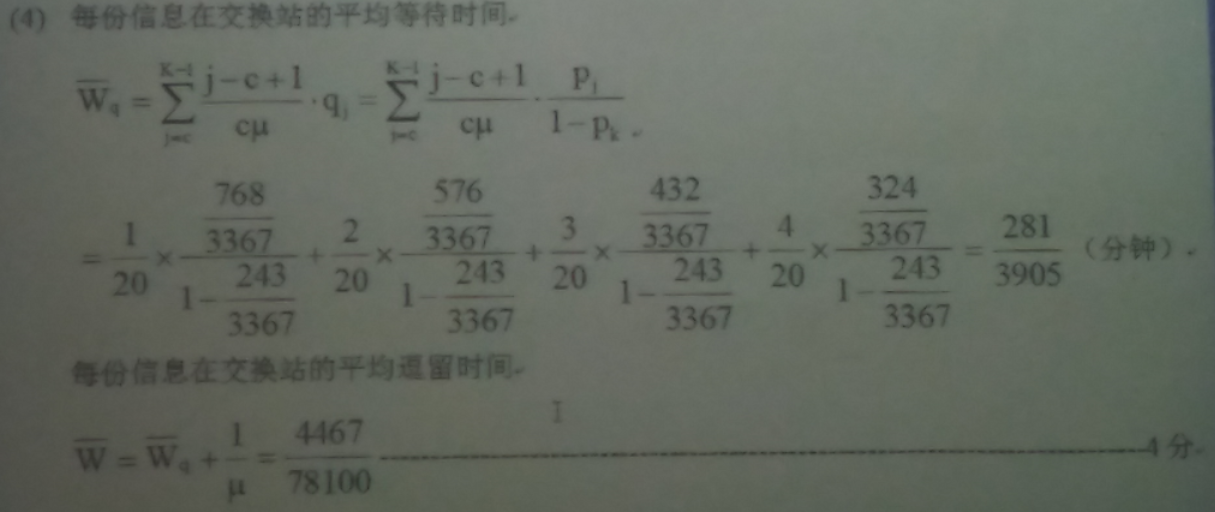 (4) 每份信息在交换站的平均等待时间
W̄q = ∑_{j=c}^{K-1} (j-c+1)/(cμ) · qj = ∑_{j=c}^{K-1} (j-c+1)/(cμ) · pj/(1-pk)
= 1/20 × (768/3367)/(1-243/3367) + 2/20 × (576/3367)/(1-243/3367) + 3/20 × (432/3367)/(1-243/3367) + 4/20 × (324/3367)/(1-243/3367) = 281/3905 (分钟)
每份信息在交换站的平均逗留时间
W̄ = W̄q + 1/μ = 4467/78100 ------------------------------ 4分